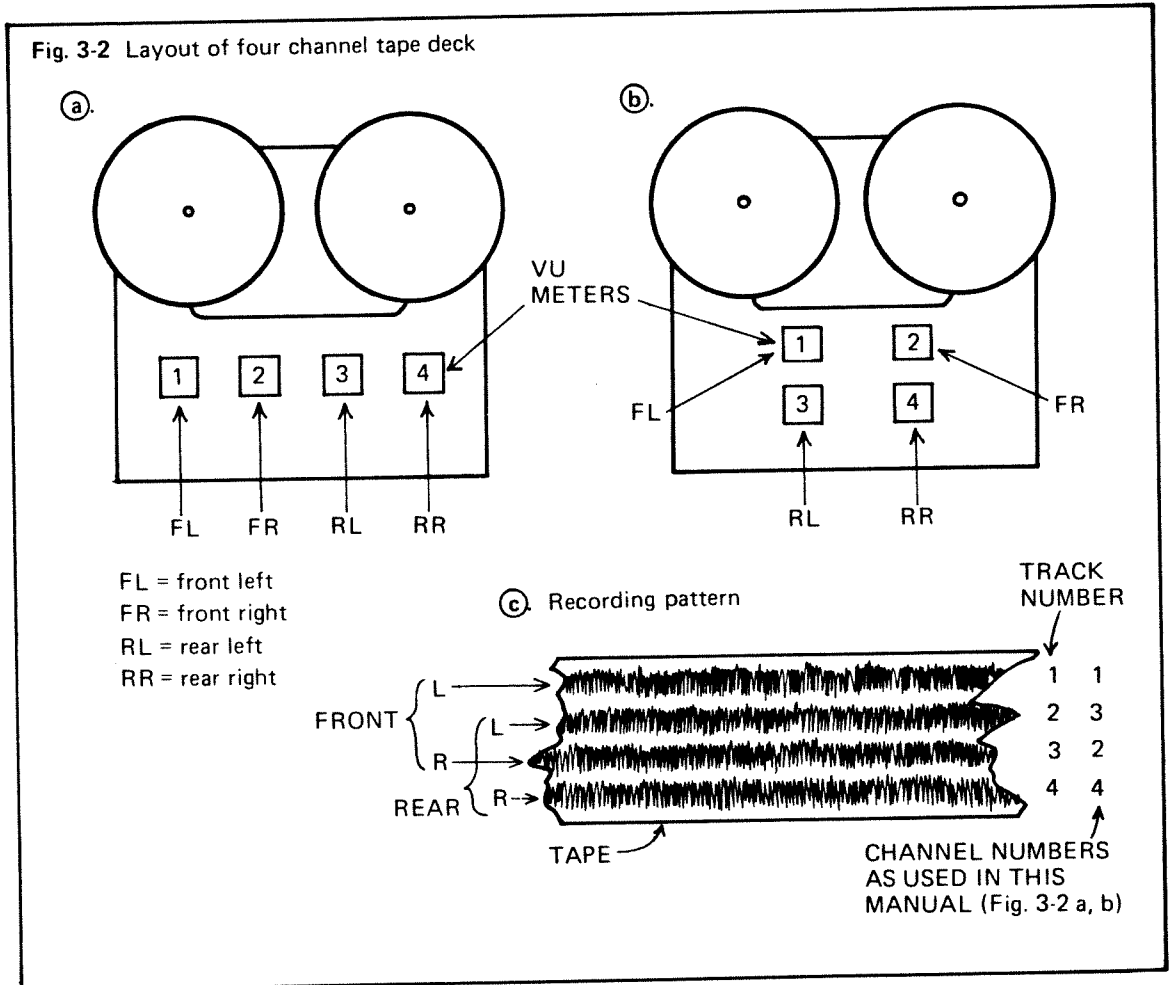 Fig. 3-2 Layout of four channel tape deck
ⓐ.
ⓑ.
VU
METERS
1 2 3 4
FL FR RL RR
1 2
3 4
FL
FR
RL RR
FL = front left
FR = front right
RL = rear left
RR = rear right
ⓒ. Recording pattern
TRACK
NUMBER
FRONT
L
R
REAR
L
R
1 1
2 3
3 2
4 4
TAPE
CHANNEL NUMBERS
AS USED IN THIS
MANUAL (Fig. 3-2 a, b)